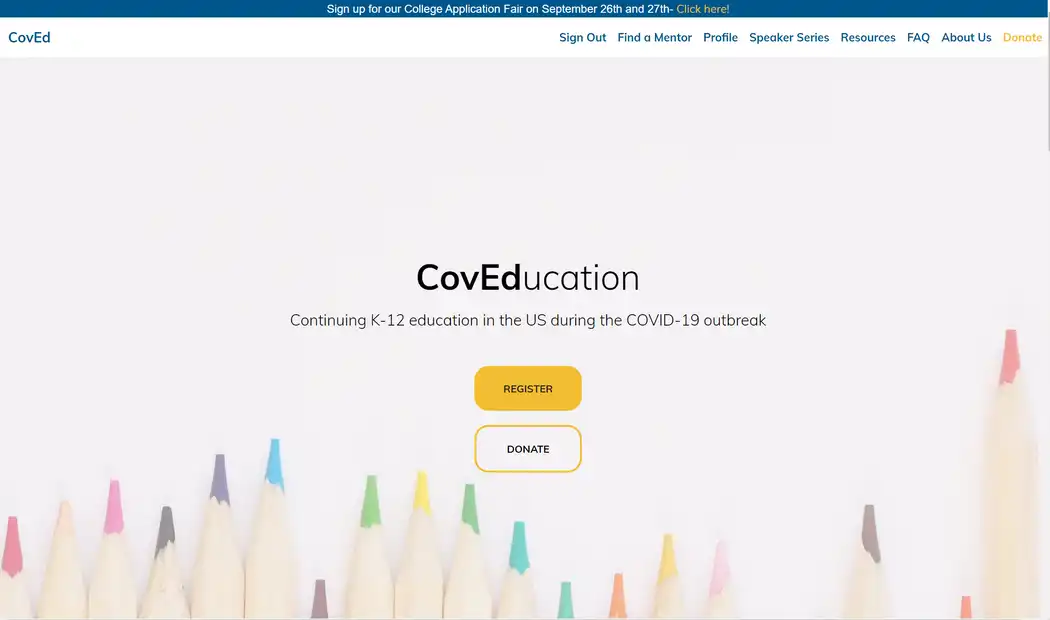 Sign up for our College Application Fair on September 26th and 27th- Click here!
CovEd Sign Out Find a Mentor Profile Speaker Series Resources FAQ About Us Donate
CovEducation
Continuing K-12 education in the US during the COVID-19 outbreak
REGISTER
DONATE